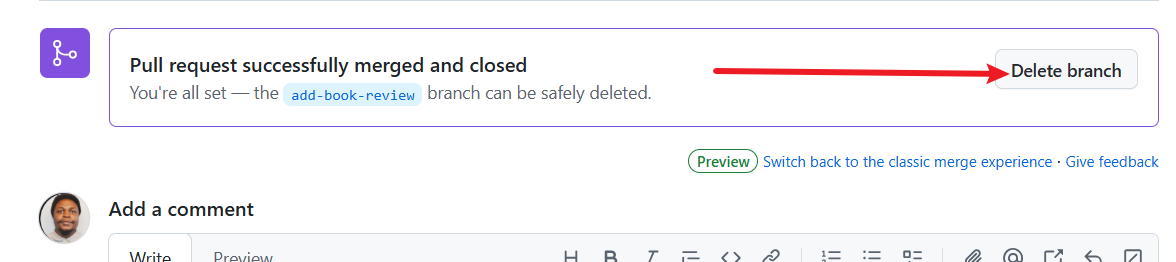 Pull request successfully merged and closed
Delete branch
You're all set — the add-book-review branch can be safely deleted.
Preview Switch back to the classic merge experience · Give feedback
Add a comment
Write Preview